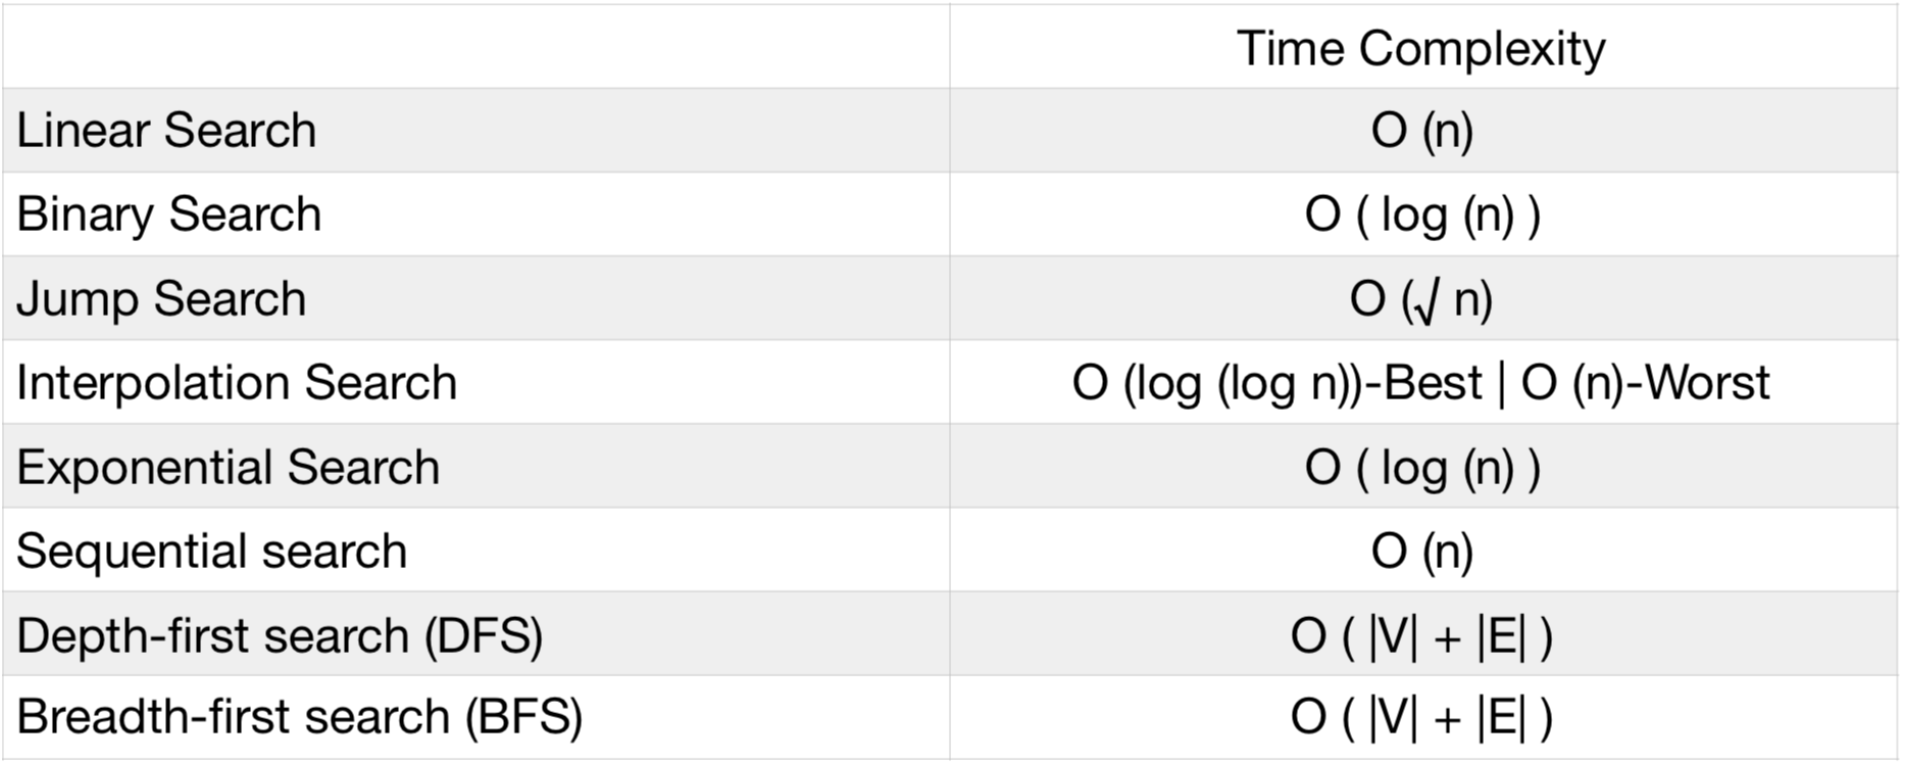 Time Complexity
Linear Search O (n)
Binary Search O ( log (n) )
Jump Search O (√ n)
Interpolation Search O (log (log n))-Best | O (n)-Worst
Exponential Search O ( log (n) )
Sequential search O (n)
Depth-first search (DFS) O ( |V| + |E| )
Breadth-first search (BFS) O ( |V| + |E| )